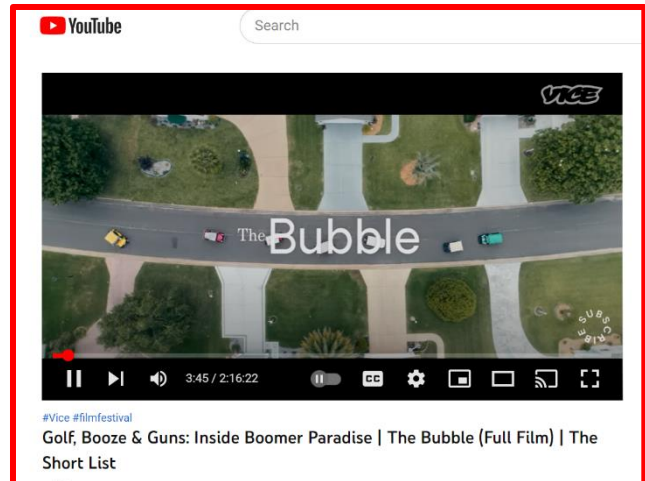 YouTube
Search
VICE
The Bubble
SUBSCRIBE
3:45 / 2:16:22
CC
#Vice #filmfestival
Golf, Booze & Guns: Inside Boomer Paradise | The Bubble (Full Film) | The
Short List